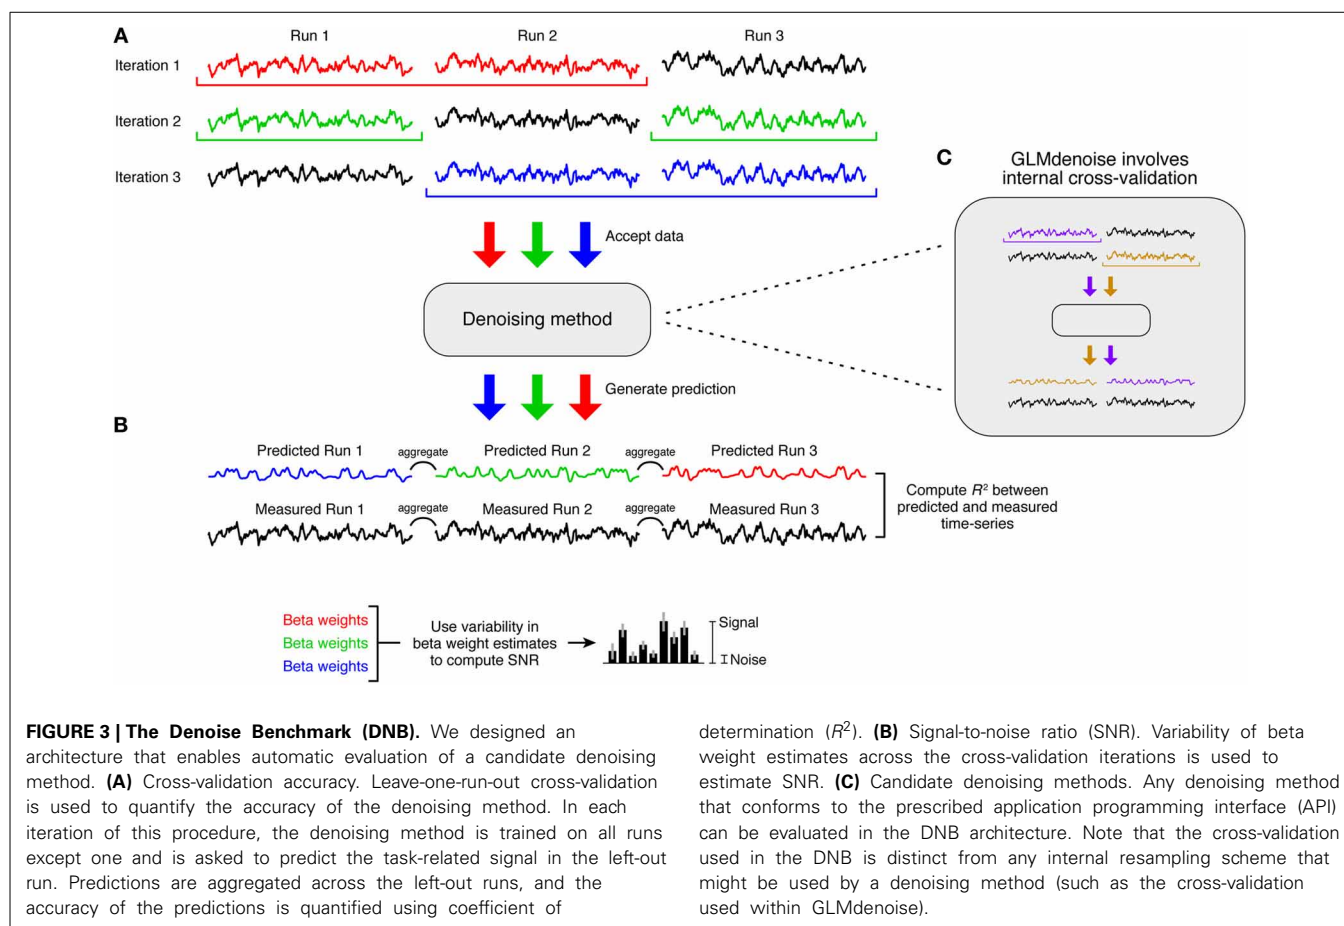 A
Run 1
Run 2
Run 3
Iteration 1
Iteration 2
Iteration 3
Accept data
Denoising method
Generate prediction
C
GLMdenoise involves
internal cross-validation
B
Predicted Run 1
aggregate
Predicted Run 2
aggregate
Predicted Run 3
Measured Run 1
aggregate
Measured Run 2
aggregate
Measured Run 3
Compute R² between
predicted and measured
time-series
Beta weights
Beta weights
Beta weights
Use variability in
beta weight estimates
to compute SNR
Signal
Noise
FIGURE 3 | The Denoise Benchmark (DNB). We designed an
architecture that enables automatic evaluation of a candidate denoising
method. (A) Cross-validation accuracy. Leave-one-run-out cross-validation
is used to quantify the accuracy of the denoising method. In each
iteration of this procedure, the denoising method is trained on all runs
except one and is asked to predict the task-related signal in the left-out
run. Predictions are aggregated across the left-out runs, and the
accuracy of the predictions is quantified using coefficient of
determination (R²). (B) Signal-to-noise ratio (SNR). Variability of beta
weight estimates across the cross-validation iterations is used to
estimate SNR. (C) Candidate denoising methods. Any denoising method
that conforms to the prescribed application programming interface (API)
can be evaluated in the DNB architecture. Note that the cross-validation
used in the DNB is distinct from any internal resampling scheme that
might be used by a denoising method (such as the cross-validation
used within GLMdenoise).